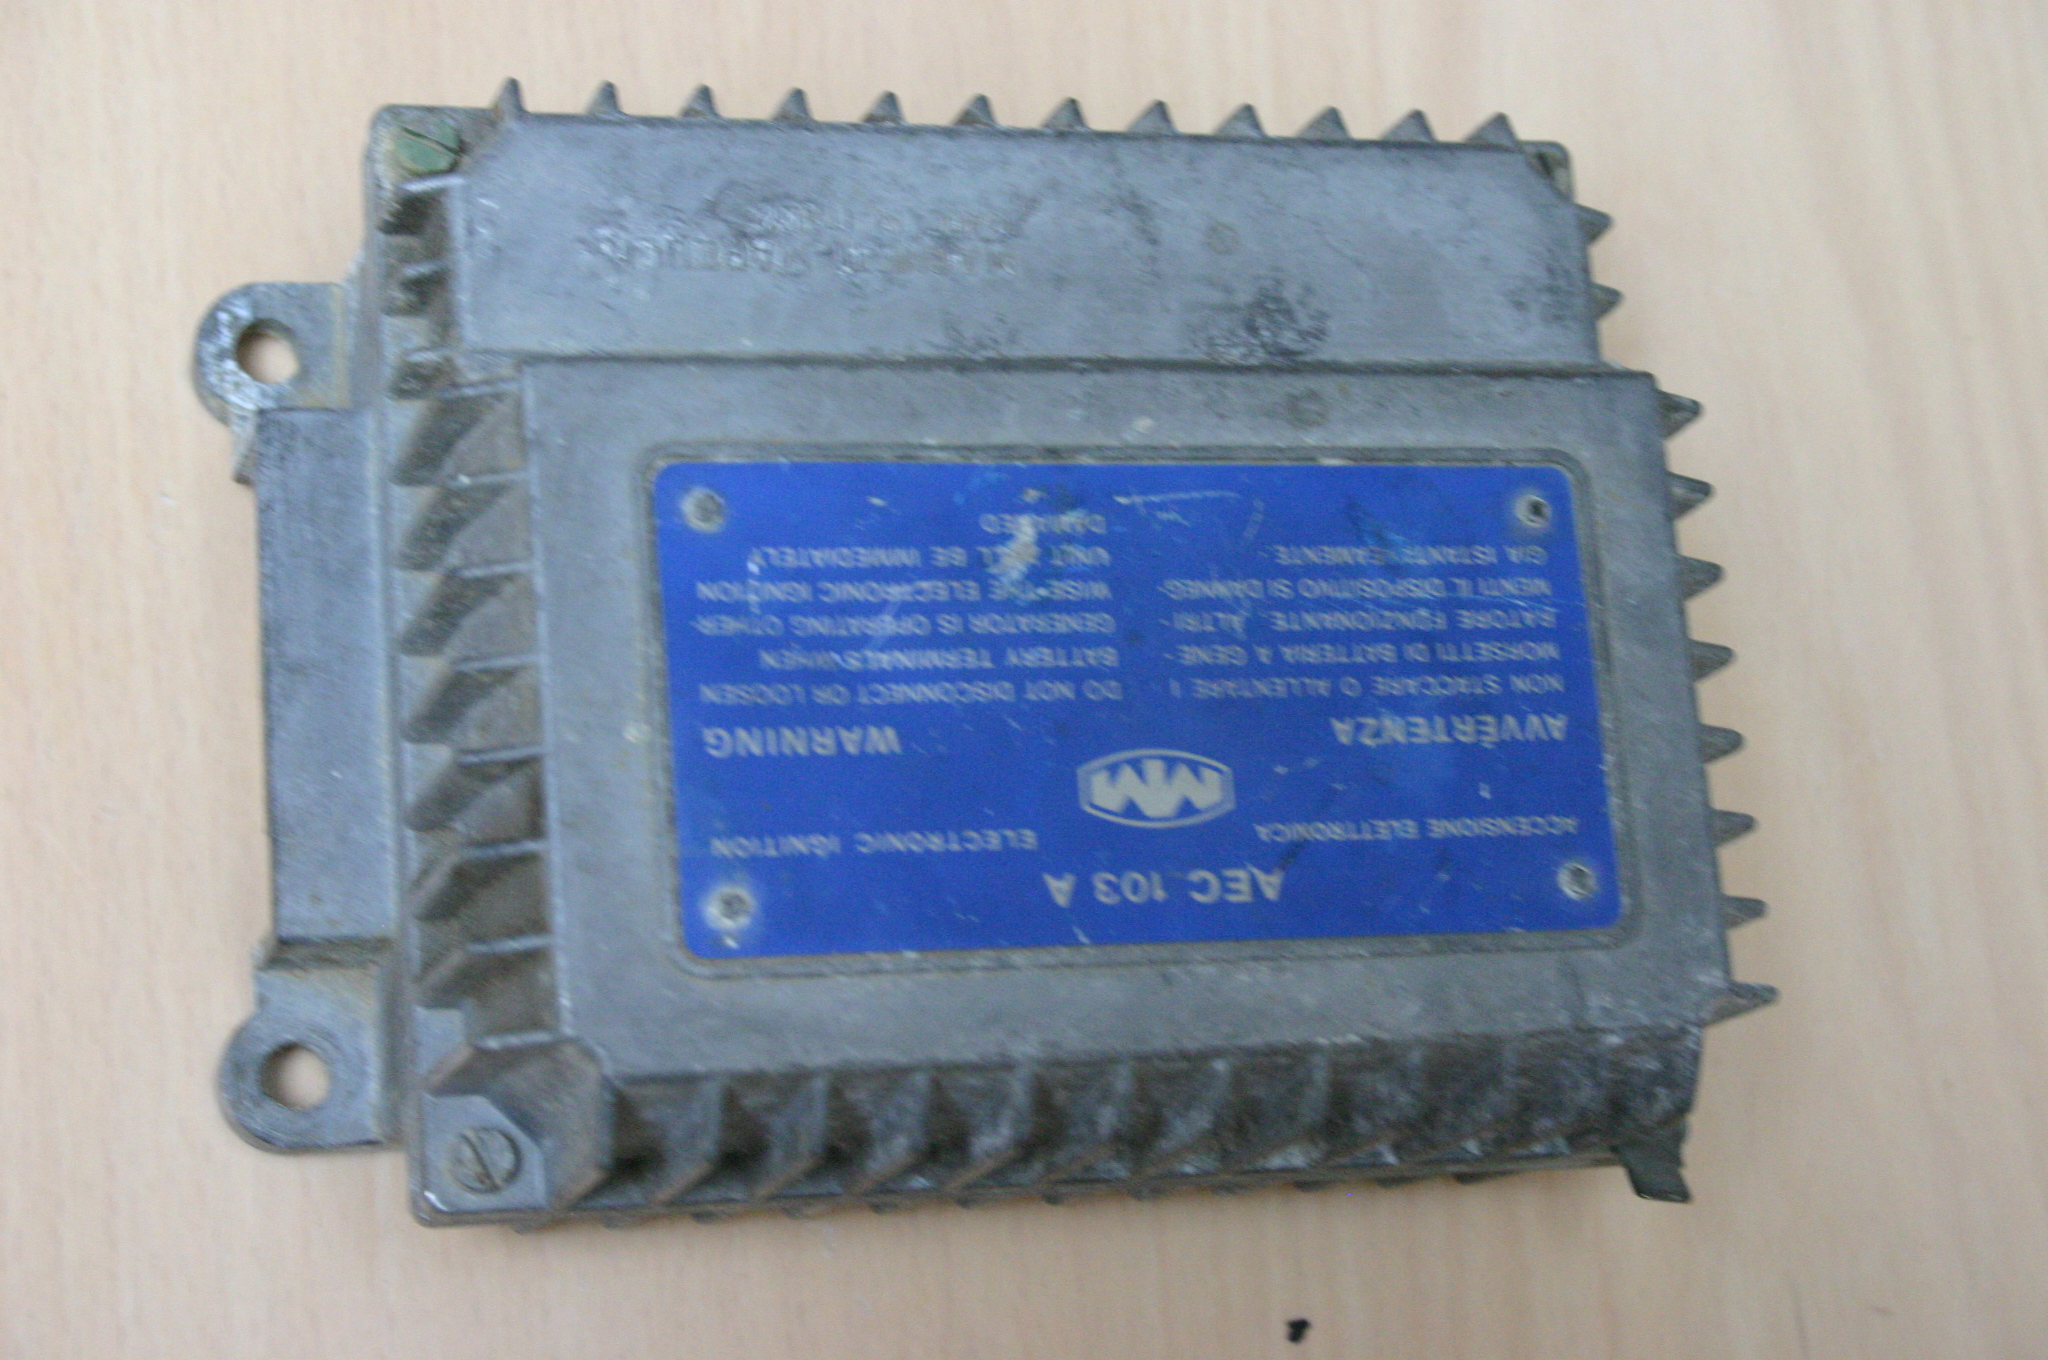 AEC 103 A
ACCENSIONE ELETTRONICA
ELECTRONIC IGNITION
MM
AVVERTENZA
NON STACCARE O ALLENTARE I
MORSETTI DI BATTERIA A GENE-
RATORE FUNZIONANTE ALTRI-
MENTI IL DISPOSITIVO SI DANNEG-
GIA ISTANTANEAMENTE.
WARNING
DO NOT DISCONNECT OR LOOSEN
BATTERY TERMINALS WHEN
GENERATOR IS OPERATING OTHER-
WISE THE ELECTRONIC IGNITION
UNIT WILL BE IMMEDIATELY
DAMAGED